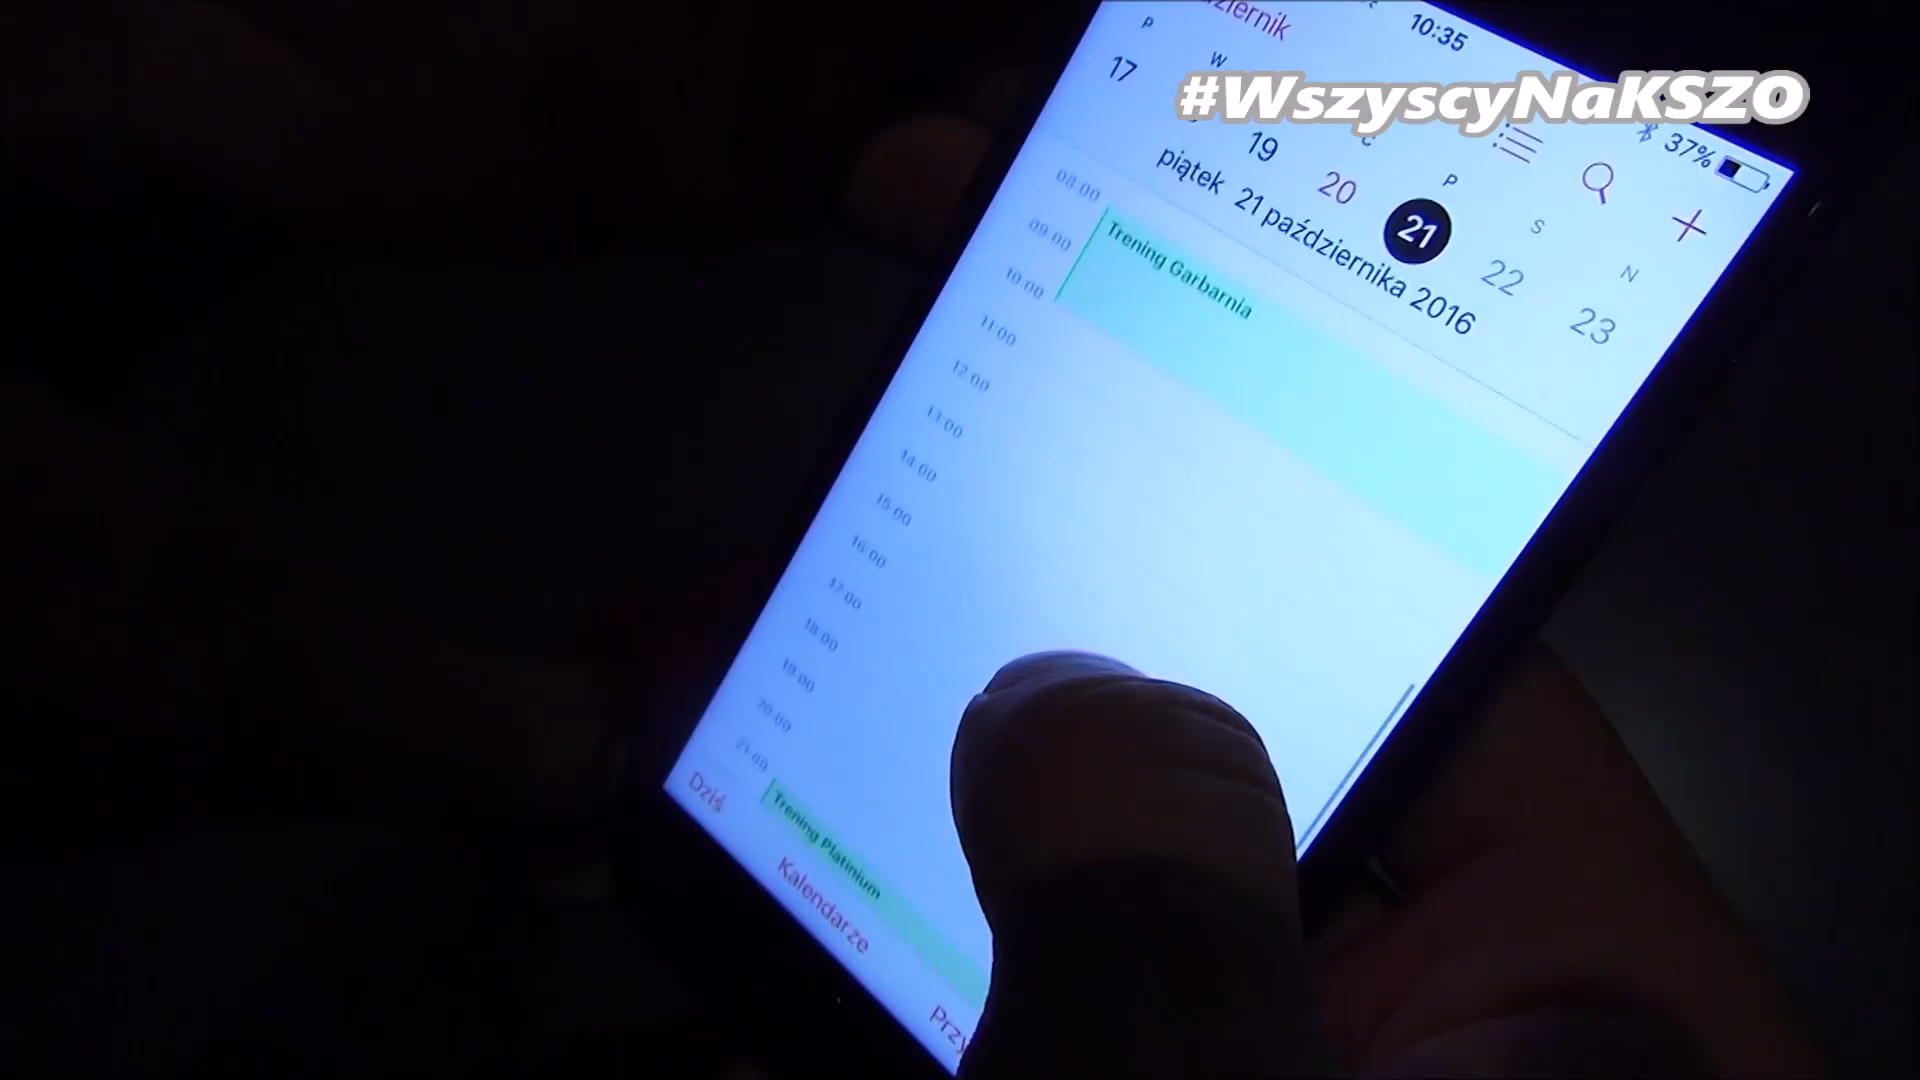 10:35
#WszyscyNaKSZO
37%
P
W
P
S
N
17
19
20
21
22
23
piątek 21 października 2016
08:00
Trening Garbarnia
09:00
10:00
11:00
12:00
13:00
14:00
15:00
16:00
17:00
18:00
19:00
20:00
21:00
Trening Platinium
Dziś
Kalendarze